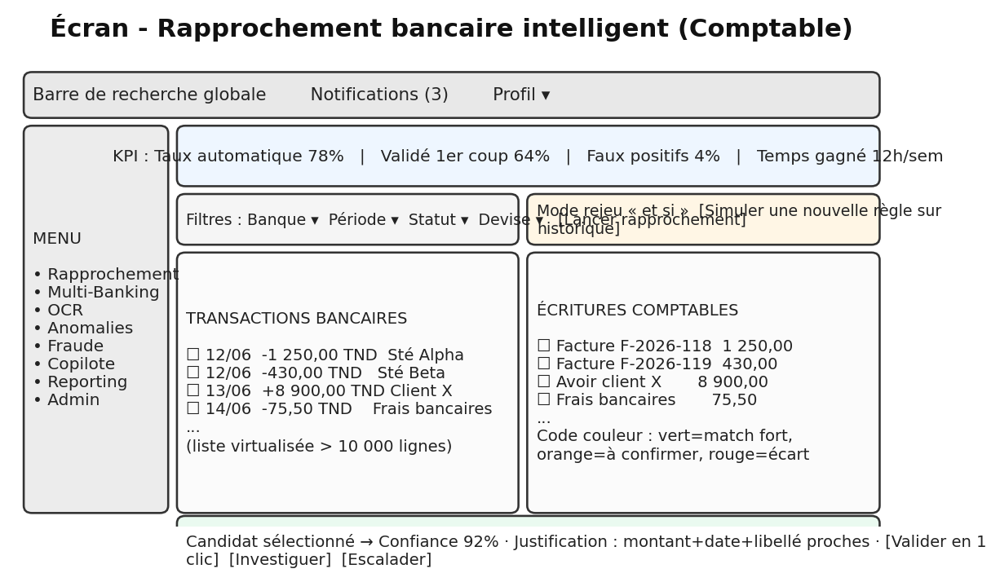 Écran - Rapprochement bancaire intelligent (Comptable)
Barre de recherche globale Notifications (3) Profil ▾
KPI : Taux automatique 78% | Validé 1er coup 64% | Faux positifs 4% | Temps gagné 12h/sem
Filtres : Banque ▾ Période ▾ Statut ▾ Devise ▾ · [Lancer rapprochement]
Mode rejeu « et si » [Simuler une nouvelle règle sur
historique]
MENU
• Rapprochement
• Multi-Banking
• OCR
• Anomalies
• Fraude
• Copilote
• Reporting
• Admin
TRANSACTIONS BANCAIRES
☐ 12/06 -1 250,00 TND Sté Alpha
☐ 12/06 -430,00 TND Sté Beta
☐ 13/06 +8 900,00 TND Client X
☐ 14/06 -75,50 TND Frais bancaires
...
(liste virtualisée > 10 000 lignes)
ÉCRITURES COMPTABLES
☐ Facture F-2026-118 1 250,00
☐ Facture F-2026-119 430,00
☐ Avoir client X 8 900,00
☐ Frais bancaires 75,50
...
Code couleur : vert=match fort,
orange=à confirmer, rouge=écart
Candidat sélectionné → Confiance 92% · Justification : montant+date+libellé proches · [Valider en 1
clic] [Investiguer] [Escalader]